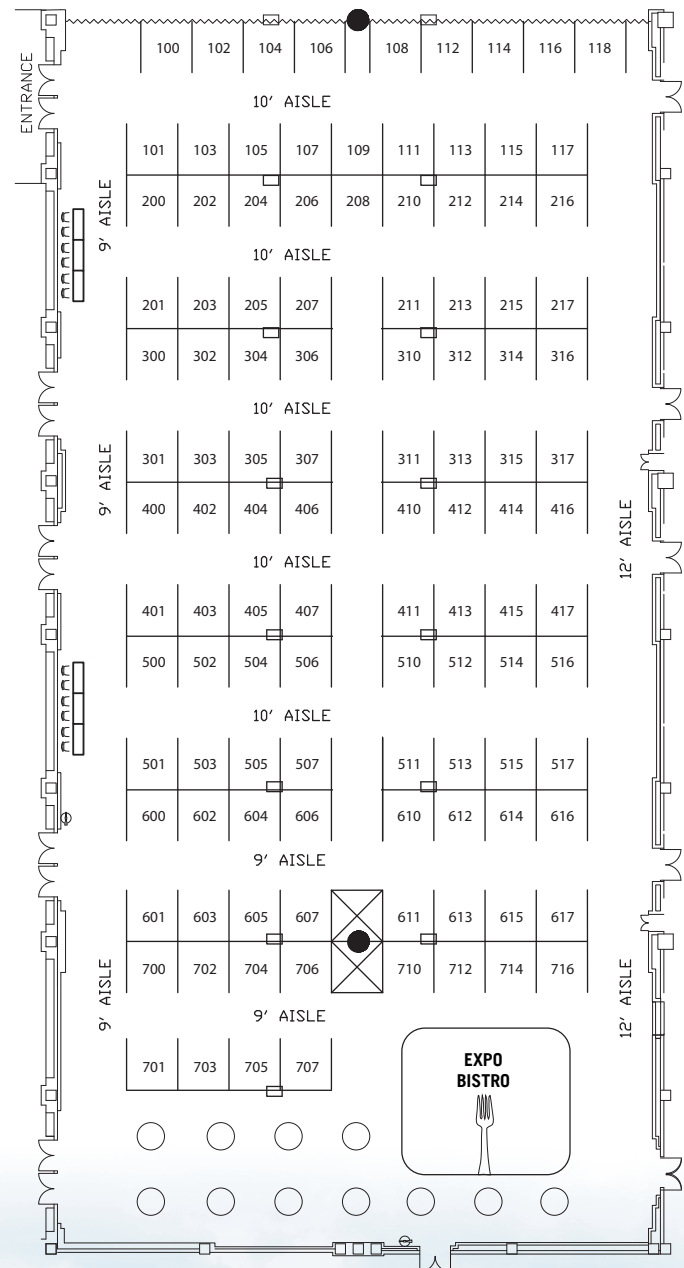 ENTRANCE
100 102 104 106 108 112 114 116 118
10' AISLE
101 103 105 107 109 111 113 115 117
200 202 204 206 208 210 212 214 216
9' AISLE
10' AISLE
201 203 205 207 211 213 215 217
300 302 304 306 310 312 314 316
10' AISLE
301 303 305 307 311 313 315 317
9' AISLE
400 402 404 406 410 412 414 416
12' AISLE
10' AISLE
401 403 405 407 411 413 415 417
500 502 504 506 510 512 514 516
10' AISLE
501 503 505 507 511 513 515 517
600 602 604 606 610 612 614 616
9' AISLE
601 603 605 607 611 613 615 617
700 702 704 706 710 712 714 716
9' AISLE
12' AISLE
9' AISLE
701 703 705 707
EXPO
BISTRO